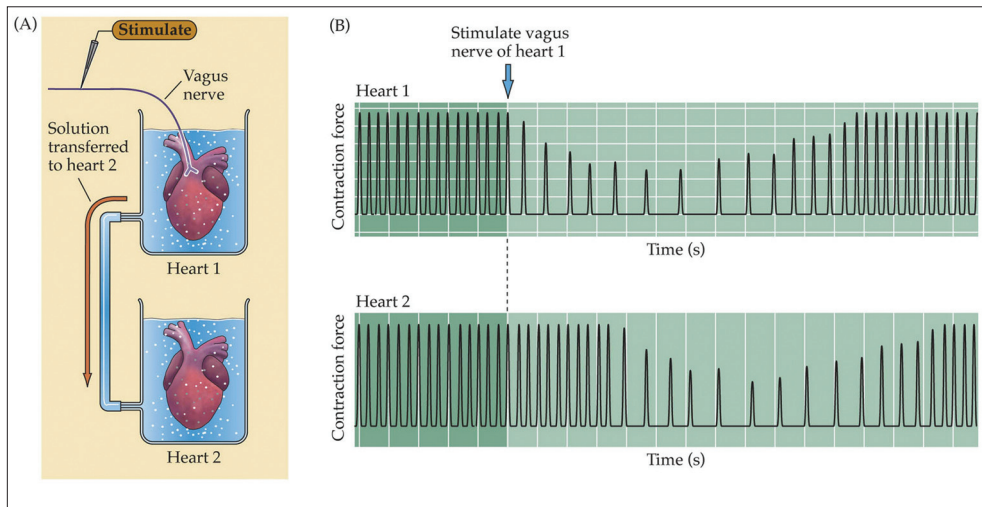 (A)
Stimulate
Vagus
nerve
Solution
transferred
to heart 2
Heart 1
Heart 2
(B)
Stimulate vagus
nerve of heart 1
Heart 1
Contraction force
Time (s)
Heart 2
Contraction force
Time (s)